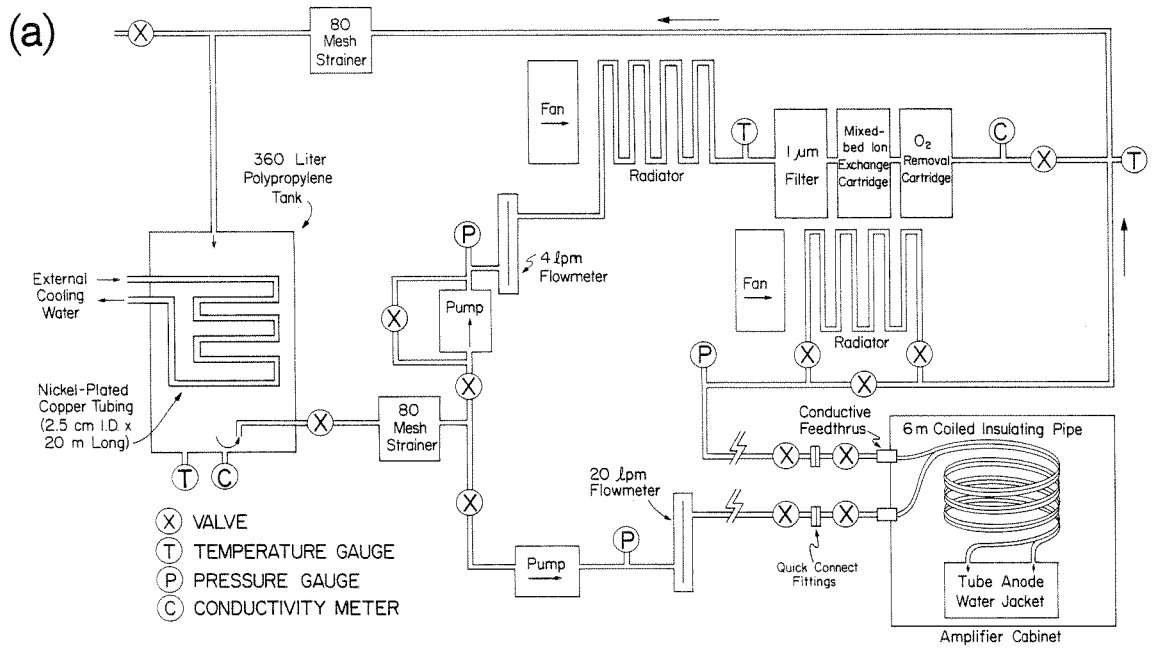 (a)
80
Mesh
Strainer
Fan
Radiator
T
1 μm
Filter
Mixed-
bed Ion
Exchange
Cartridge
O2
Removal
Cartridge
C
X
T
X
360 Liter
Polypropylene
Tank
P
4 lpm
Flowmeter
External
Cooling
Water
X
Pump
X
Fan
Radiator
X
X
X
P
Nickel-Plated
Copper Tubing
(2.5 cm I.D. x
20 m Long)
X
80
Mesh
Strainer
T
C
Conductive
Feedthrus
6 m Coiled Insulating Pipe
X
X
20 lpm
Flowmeter
X
X
X
Quick Connect
Fittings
P
Pump
Tube Anode
Water Jacket
Amplifier Cabinet
X VALVE
T TEMPERATURE GAUGE
P PRESSURE GAUGE
C CONDUCTIVITY METER